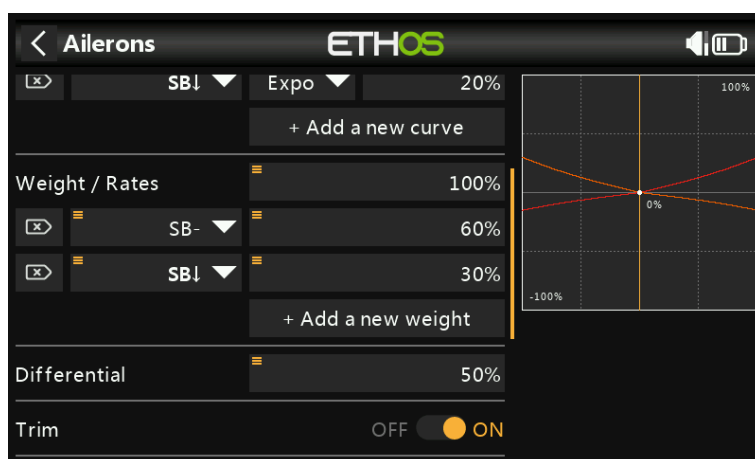 Ailerons
ETHOS
SB↓ Expo 20%
+ Add a new curve
Weight / Rates 100%
SB- 60%
SB↓ 30%
+ Add a new weight
Differential 50%
Trim OFF ON
100%
0%
-100%